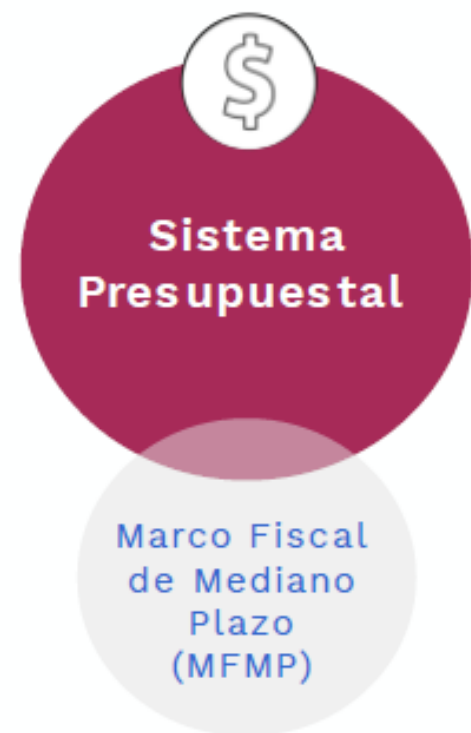 $
Sistema
Presupuestal
Marco Fiscal
de Mediano
Plazo
(MFMP)